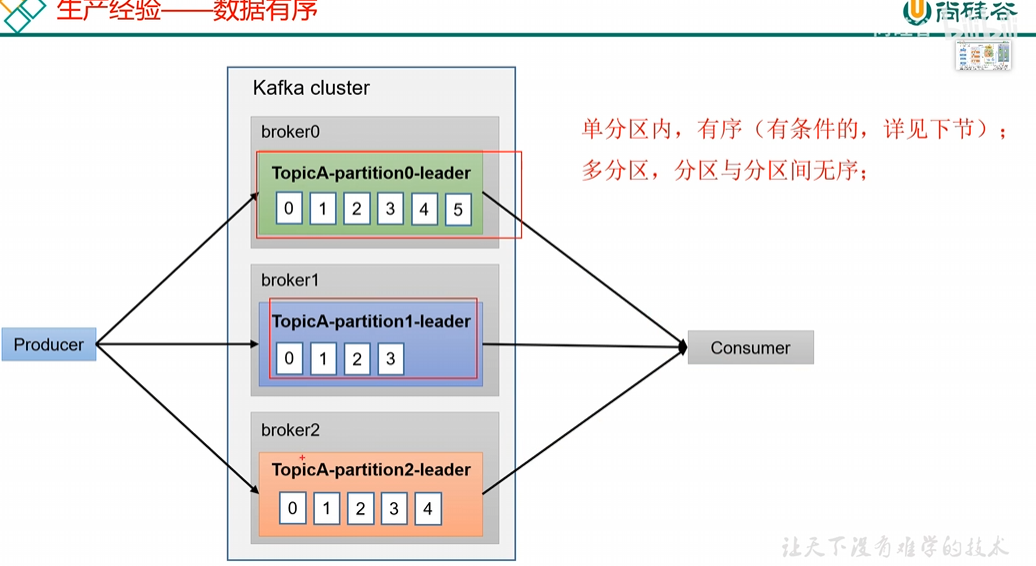 生产经验——数据有序
尚硅谷
Kafka cluster
broker0
TopicA-partition0-leader
0 1 2 3 4 5
单分区内，有序（有条件的，详见下节）；
多分区，分区与分区间无序；
broker1
TopicA-partition1-leader
0 1 2 3
Producer
Consumer
broker2
TopicA-partition2-leader
0 1 2 3 4
让天下没有难学的技术